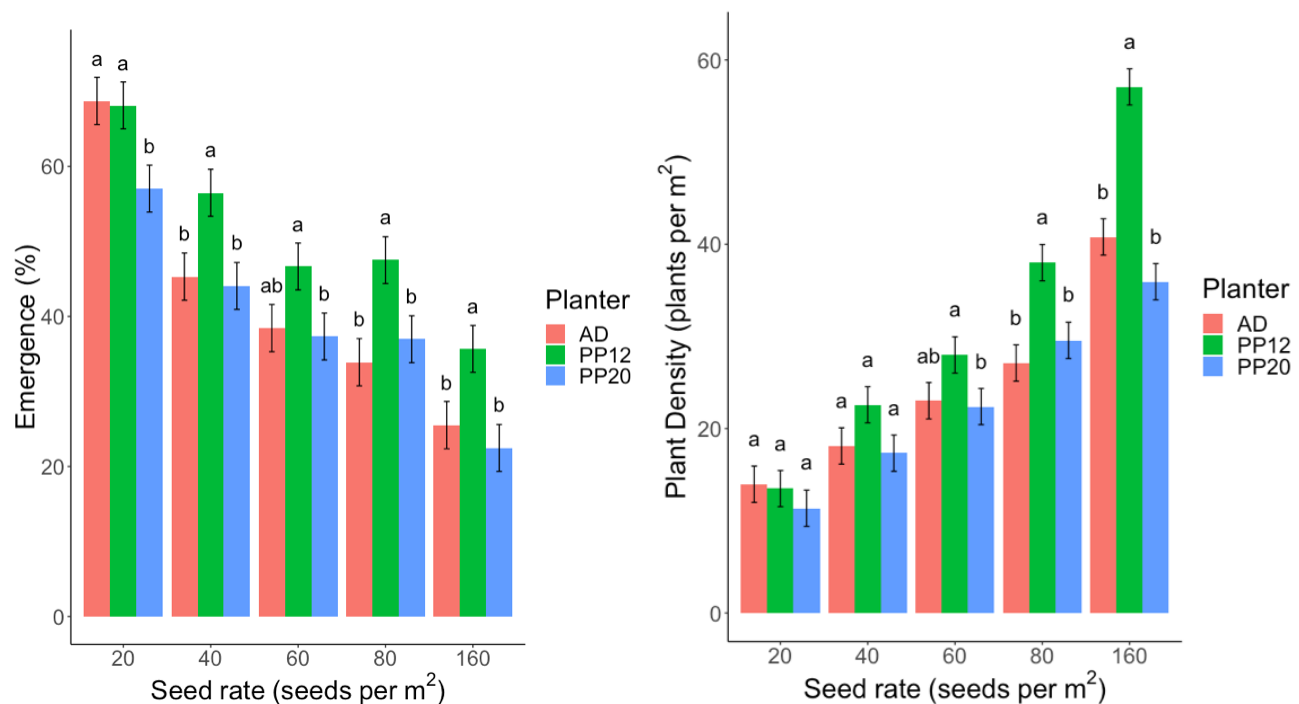 Emergence (%)
60
40
20
0
a
a
b
b
a
b
ab
a
b
b
a
b
b
a
b
20
40
60
80
160
Seed rate (seeds per m²)
Planter
AD
PP12
PP20
Plant Density (plants per m²)
60
40
20
0
a
a
a
a
a
a
ab
a
b
b
a
b
b
a
b
20
40
60
80
160
Seed rate (seeds per m²)
Planter
AD
PP12
PP20